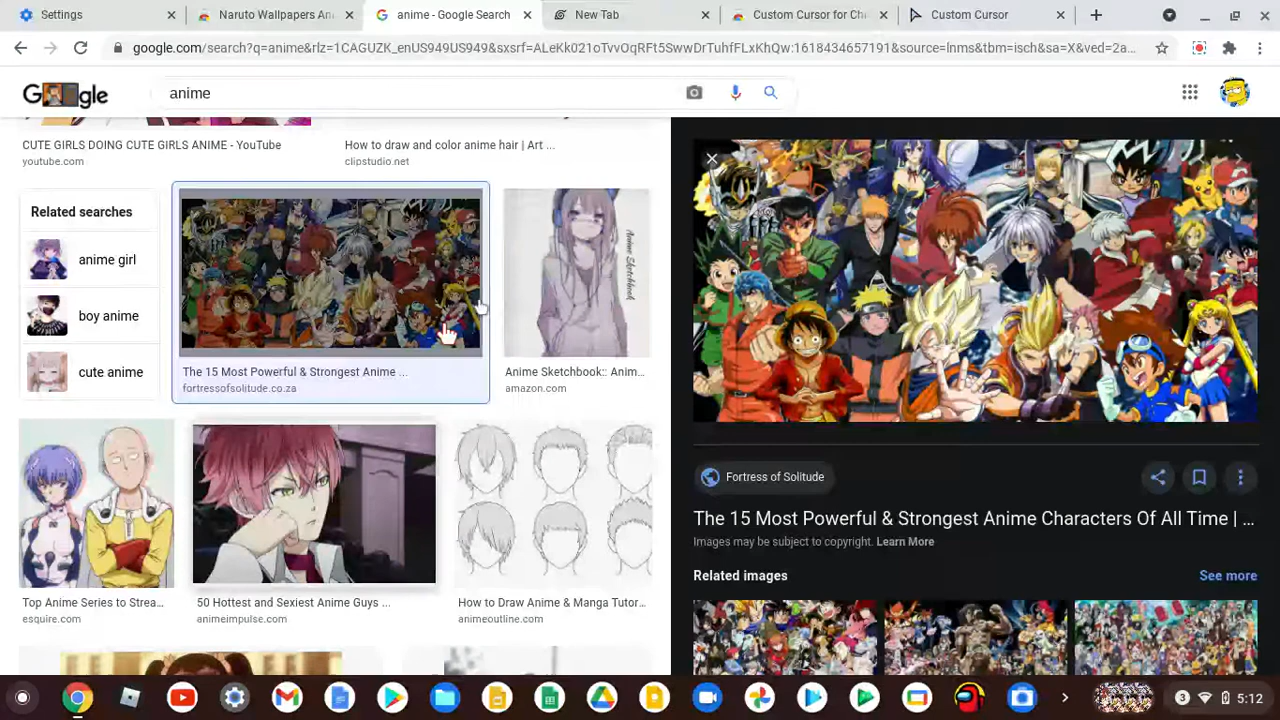 Settings
Naruto Wallpapers An
anime - Google Search
New Tab
Custom Cursor for Ch
Custom Cursor
google.com/search?q=anime&rlz=1CAGUZK_enUS949US949&sxsrf=ALeKk021oTvvOqRFt5SwwDrTuhfFLxKhQw:1618434657191&source=lnms&tbm=isch&sa=X&ved=2a...
G gle
anime
CUTE GIRLS DOING CUTE GIRLS ANIME - YouTube
youtube.com
How to draw and color anime hair | Art ...
clipstudio.net
Related searches
anime girl
boy anime
cute anime
The 15 Most Powerful & Strongest Anime ...
fortressofsolitude.co.za
Anime Sketchbook
Anime Sketchbook:: Anim...
amazon.com
Top Anime Series to Strea...
esquire.com
50 Hottest and Sexiest Anime Guys ...
animeimpulse.com
How to Draw Anime & Manga Tutor...
animeoutline.com
Fortress of Solitude
The 15 Most Powerful & Strongest Anime Characters Of All Time | ...
Images may be subject to copyright. Learn More
Related images
See more
3
5:12